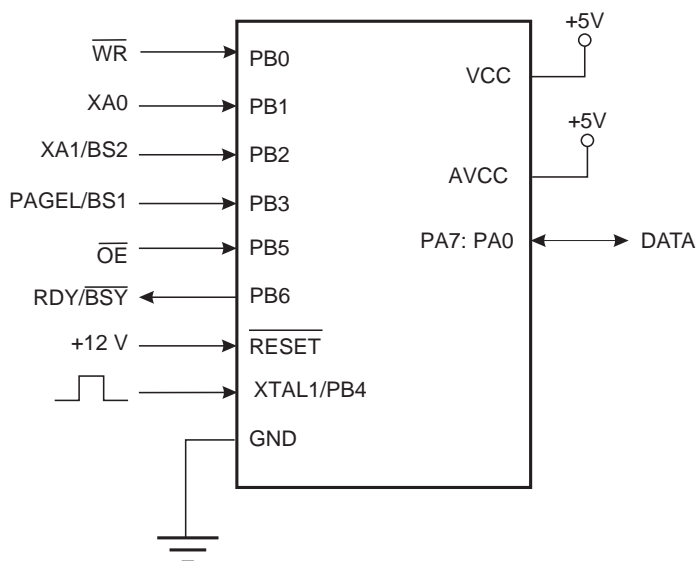 +5V
WR PB0
VCC
XA0 PB1
+5V
XA1/BS2 PB2
AVCC
PAGEL/BS1 PB3
OE PB5
PA7: PA0 DATA
RDY/BSY PB6
+12 V RESET
XTAL1/PB4
GND